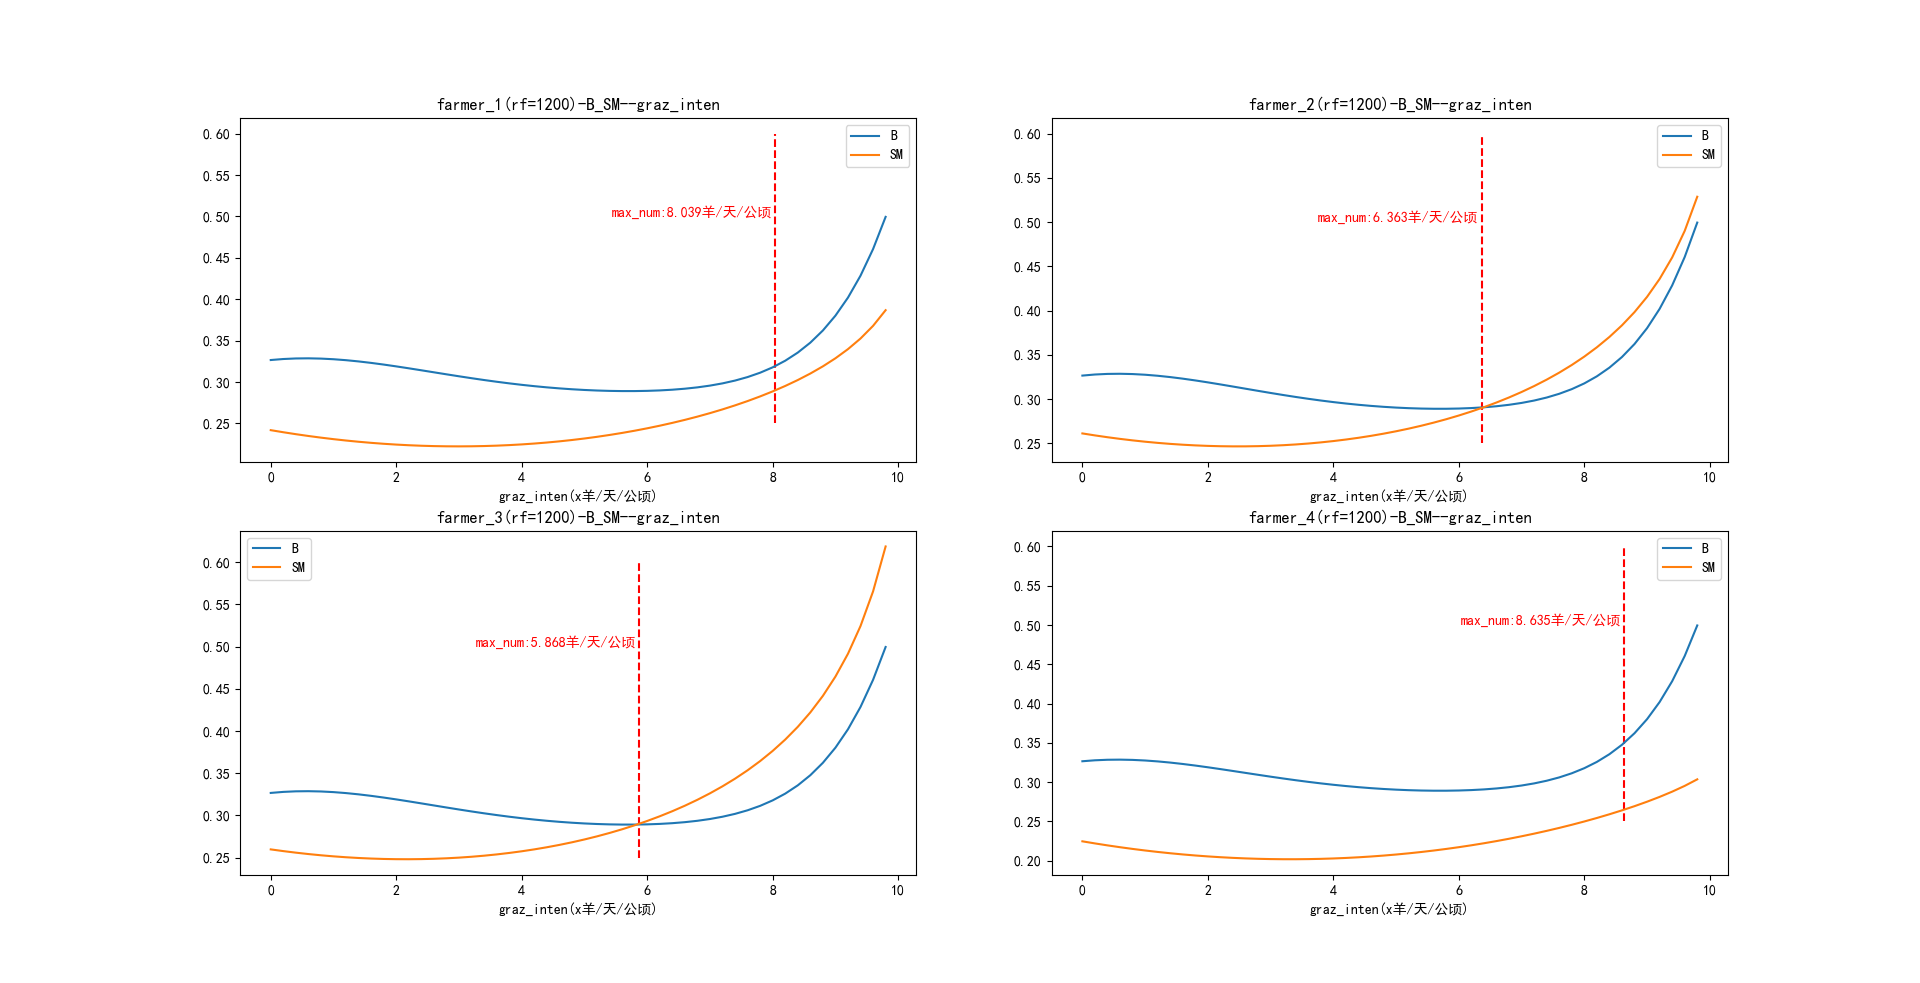 farmer_1(rf=1200)-B_SM--graz_inten
0.60
0.55
0.50
0.45
0.40
0.35
0.30
0.25
B
SM
max_num:8.039羊/天/公顷
0 2 4 6 8 10
graz_inten(x羊/天/公顷)
farmer_2(rf=1200)-B_SM--graz_inten
0.60
0.55
0.50
0.45
0.40
0.35
0.30
0.25
B
SM
max_num:6.363羊/天/公顷
0 2 4 6 8 10
graz_inten(x羊/天/公顷)
farmer_3(rf=1200)-B_SM--graz_inten
0.60
0.55
0.50
0.45
0.40
0.35
0.30
0.25
B
SM
max_num:5.868羊/天/公顷
0 2 4 6 8 10
graz_inten(x羊/天/公顷)
farmer_4(rf=1200)-B_SM--graz_inten
0.60
0.55
0.50
0.45
0.40
0.35
0.30
0.25
0.20
B
SM
max_num:8.635羊/天/公顷
0 2 4 6 8 10
graz_inten(x羊/天/公顷)